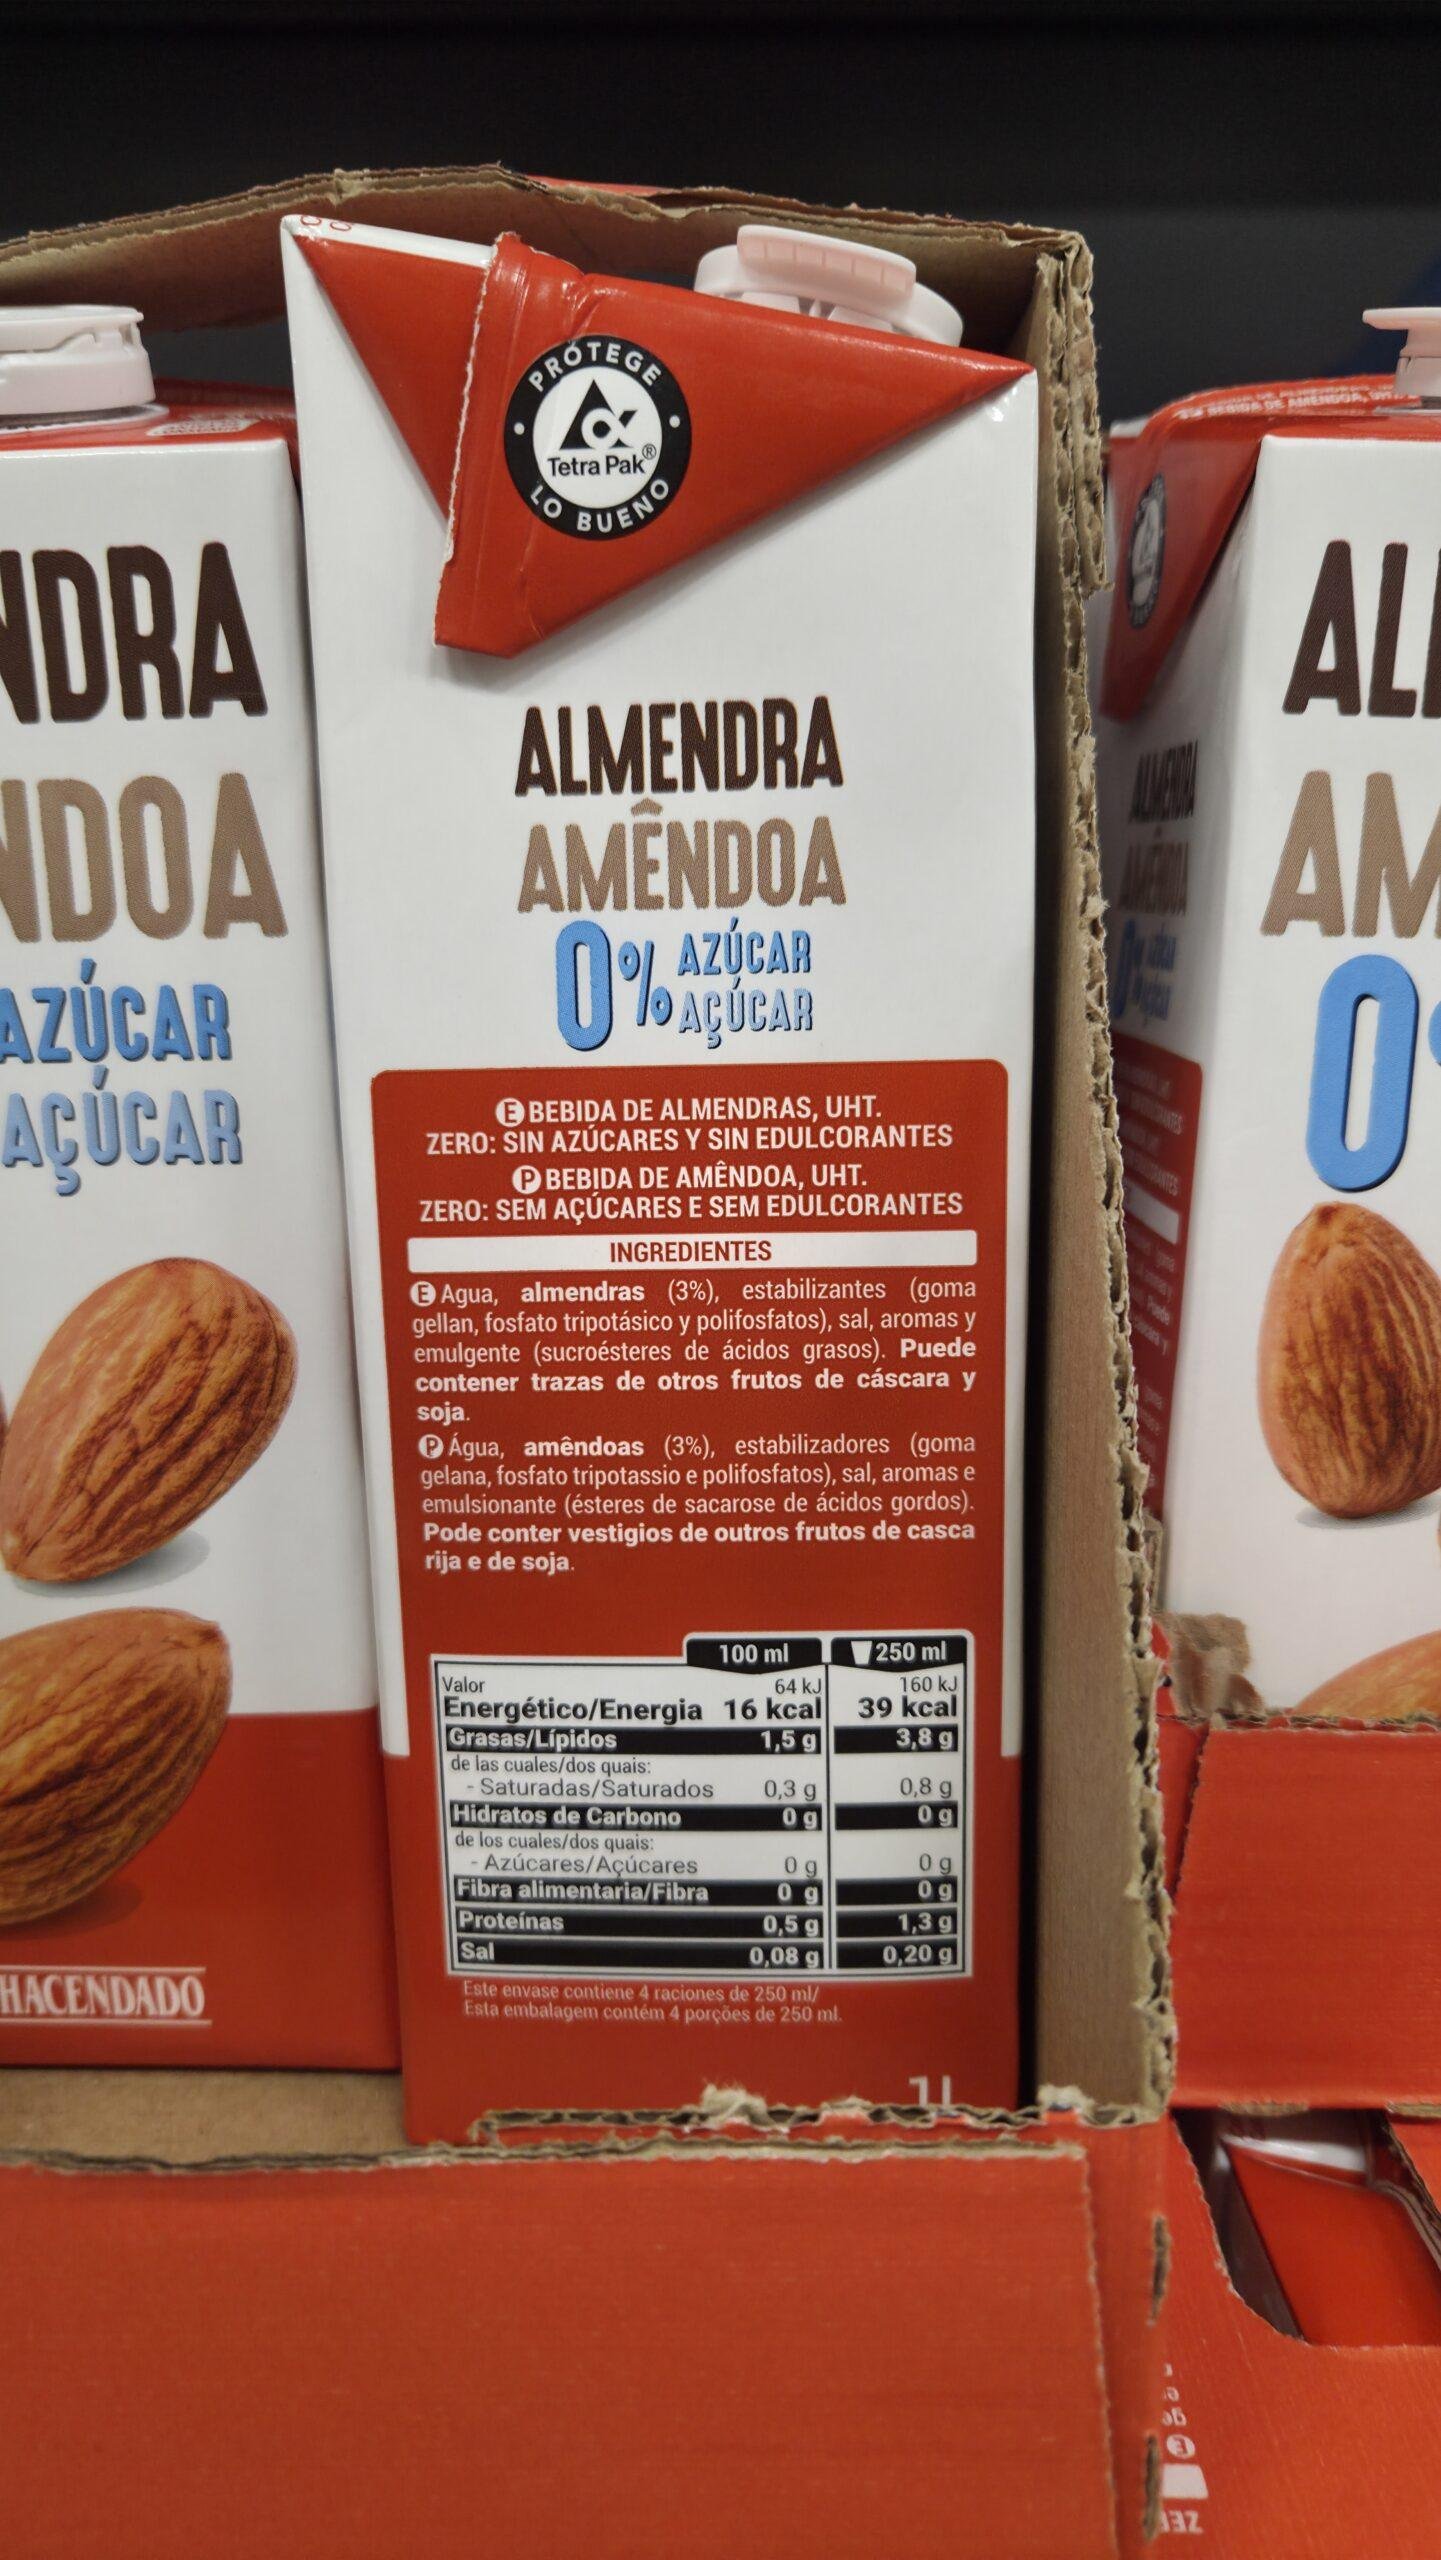 PROTEGE
Tetra Pak®
LO BUENO
NDRA
NDOA
AZÚCAR
AÇÚCAR
HACENDADO
ALMENDRA
AMÊNDOA
0% AZÚCAR
AÇÚCAR
E BEBIDA DE ALMENDRAS, UHT.
ZERO: SIN AZÚCARES Y SIN EDULCORANTES
P BEBIDA DE AMÊNDOA, UHT.
ZERO: SEM AÇÚCARES E SEM EDULCORANTES
INGREDIENTES
E Agua, almendras (3%), estabilizantes (goma
gellan, fosfato tripotásico y polifosfatos), sal, aromas y
emulgente (sucroésteres de ácidos grasos). Puede
contener trazas de otros frutos de cáscara y
soja.
P Água, amêndoas (3%), estabilizadores (goma
gelana, fosfato tripotassio e polifosfatos), sal, aromas e
emulsionante (ésteres de sacarose de ácidos gordos).
Pode conter vestigios de outros frutos de casca
rija e de soja.
100 ml 250 ml
Valor 64 kJ 160 kJ
Energético/Energia 16 kcal 39 kcal
Grasas/Lípidos 1,5 g 3,8 g
de las cuales/dos quais:
- Saturadas/Saturados 0,3 g 0,8 g
Hidratos de Carbono 0 g 0 g
de los cuales/dos quais:
- Azúcares/Açúcares 0 g 0 g
Fibra alimentaria/Fibra 0 g 0 g
Proteínas 0,5 g 1,3 g
Sal 0,08 g 0,20 g
Este envase contiene 4 raciones de 250 ml/
Esta embalagem contém 4 porções de 250 ml.
1L
BEBIDA DE AMÊNDOA, UHT
ALMENDRA
AMÊNDOA
0%
AL
AM
0%